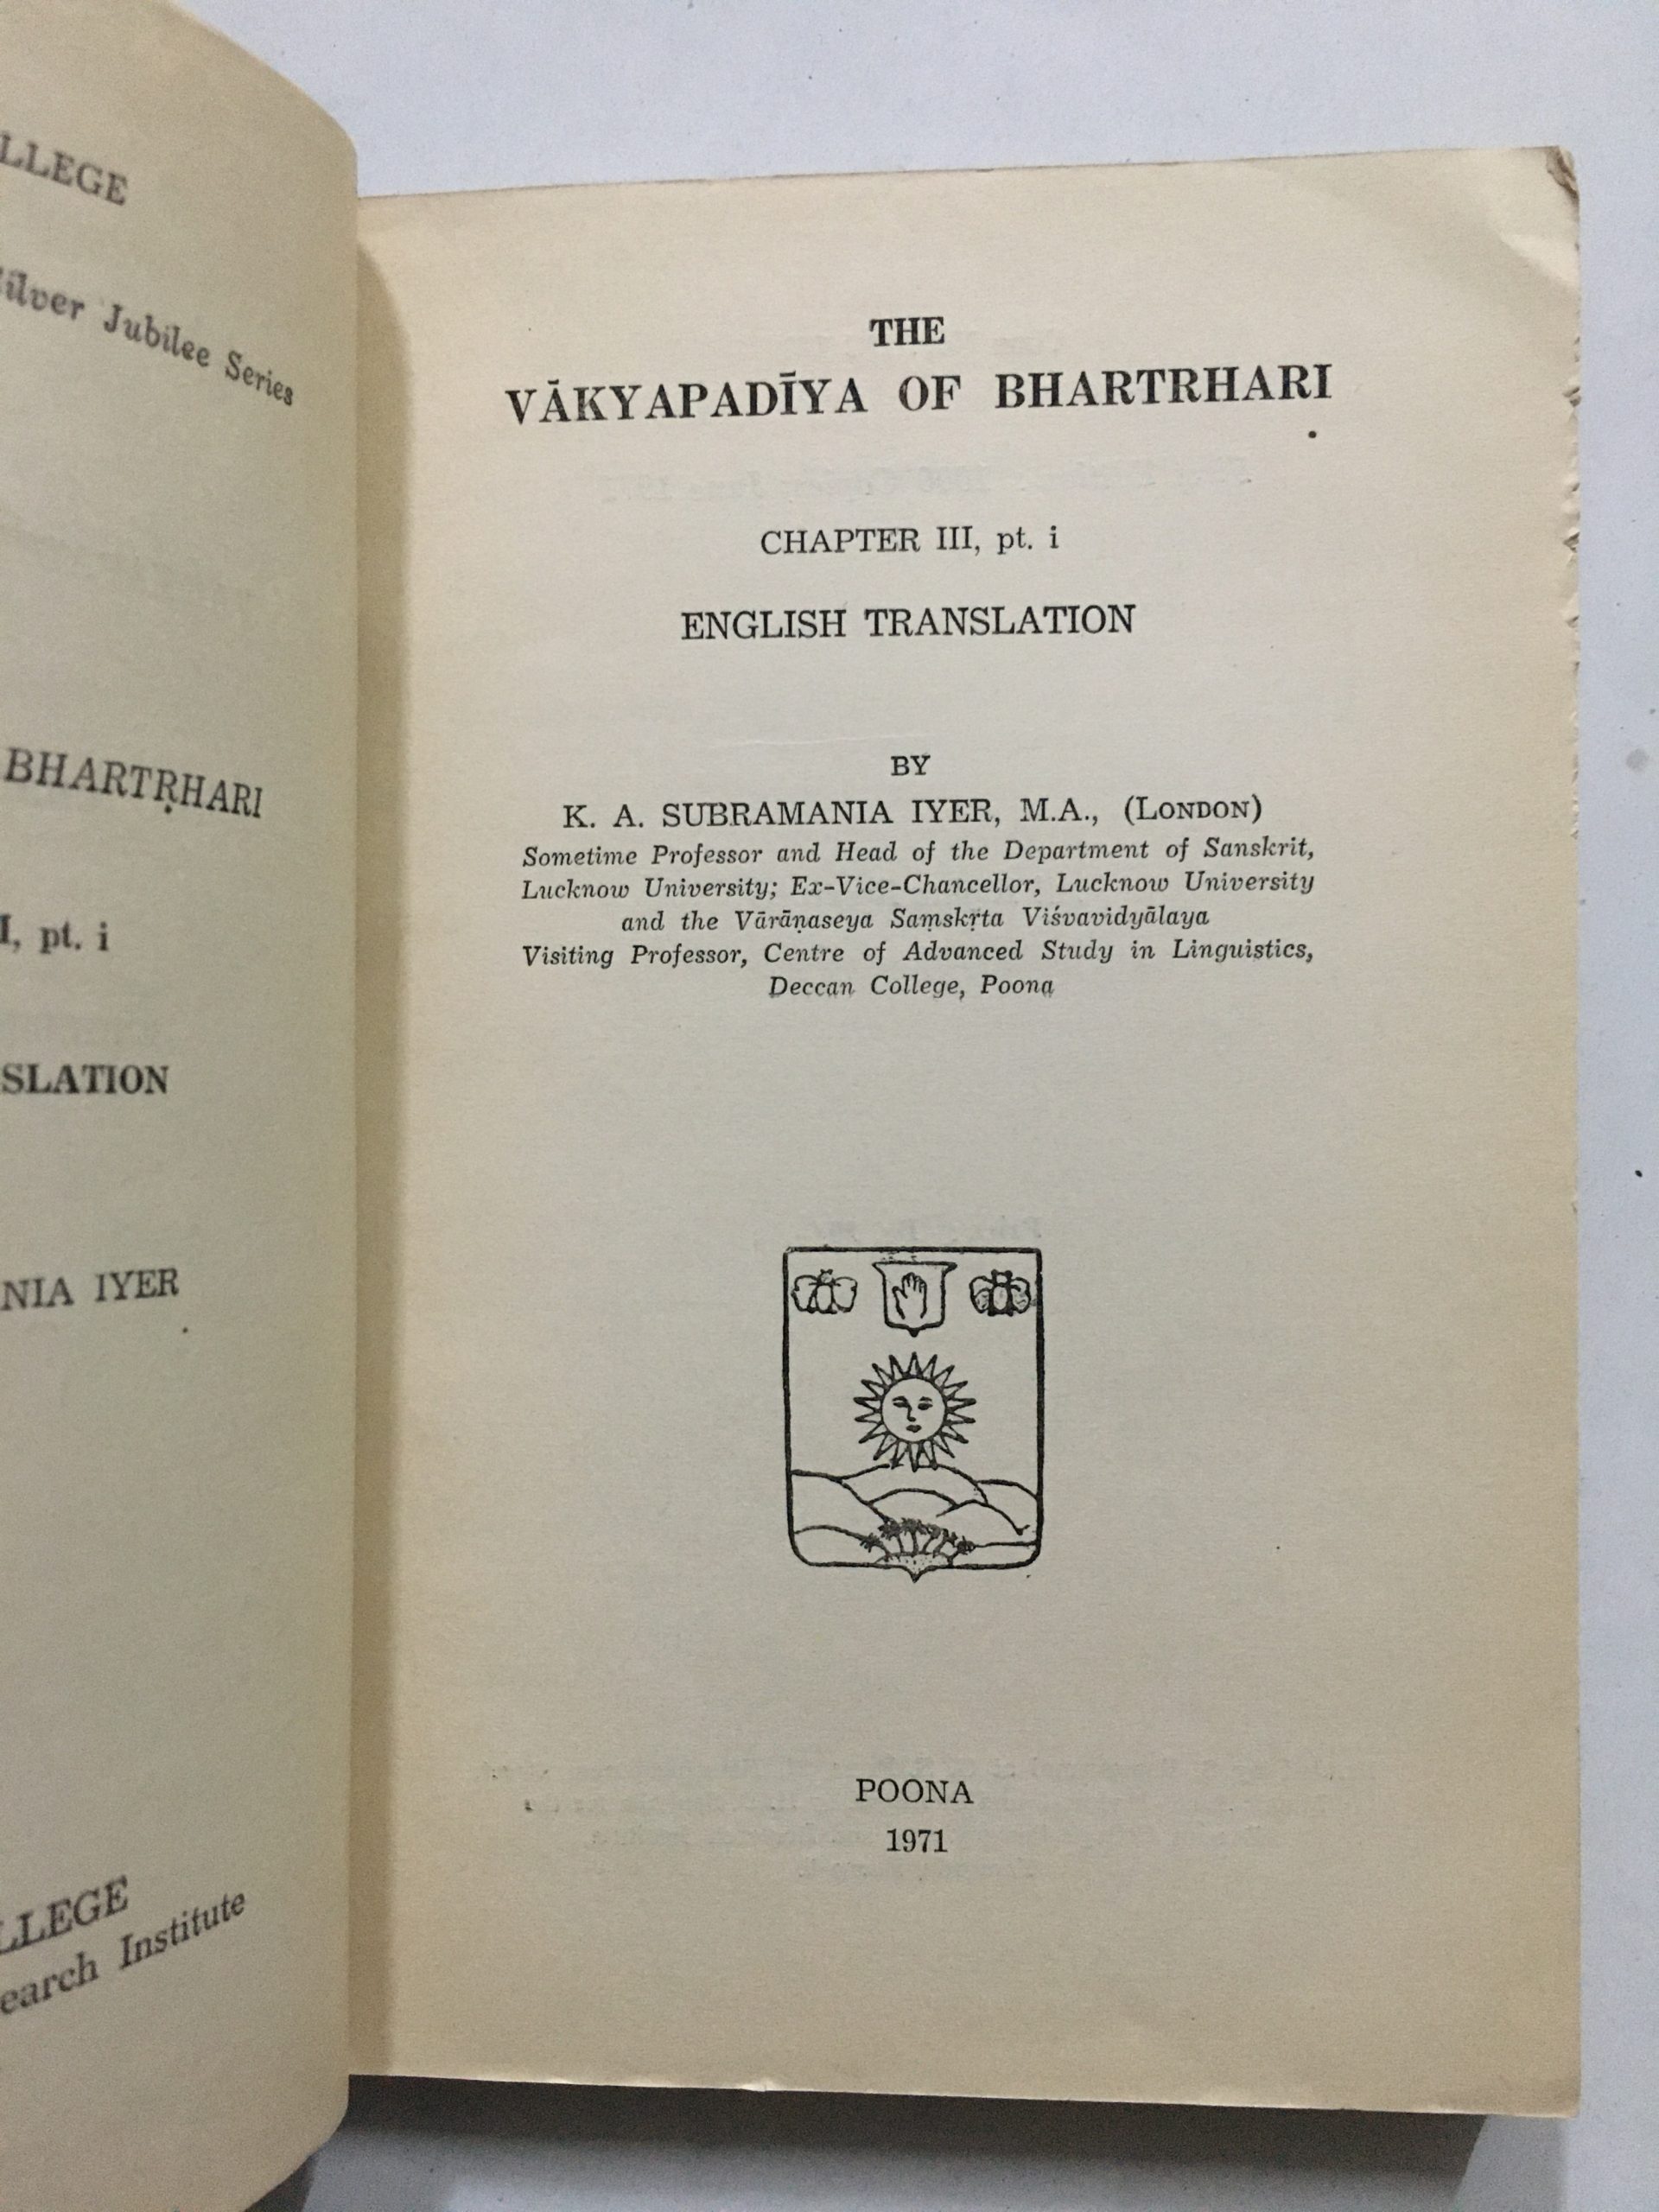 LLEGE
ilver Jubilee Series
BHARTṚHARI
I, pt. i
SLATION
NIA IYER
LLEGE
earch Institute
THE
VĀKYAPADĪYA OF BHARTRHARI
CHAPTER III, pt. i
ENGLISH TRANSLATION
BY
K. A. SUBRAMANIA IYER, M.A., (LONDON)
Sometime Professor and Head of the Department of Sanskrit,
Lucknow University; Ex-Vice-Chancellor, Lucknow University
and the Vārāṇaseya Saṃskṛta Viśvavidyālaya
Visiting Professor, Centre of Advanced Study in Linguistics,
Deccan College, Poona
POONA
1971